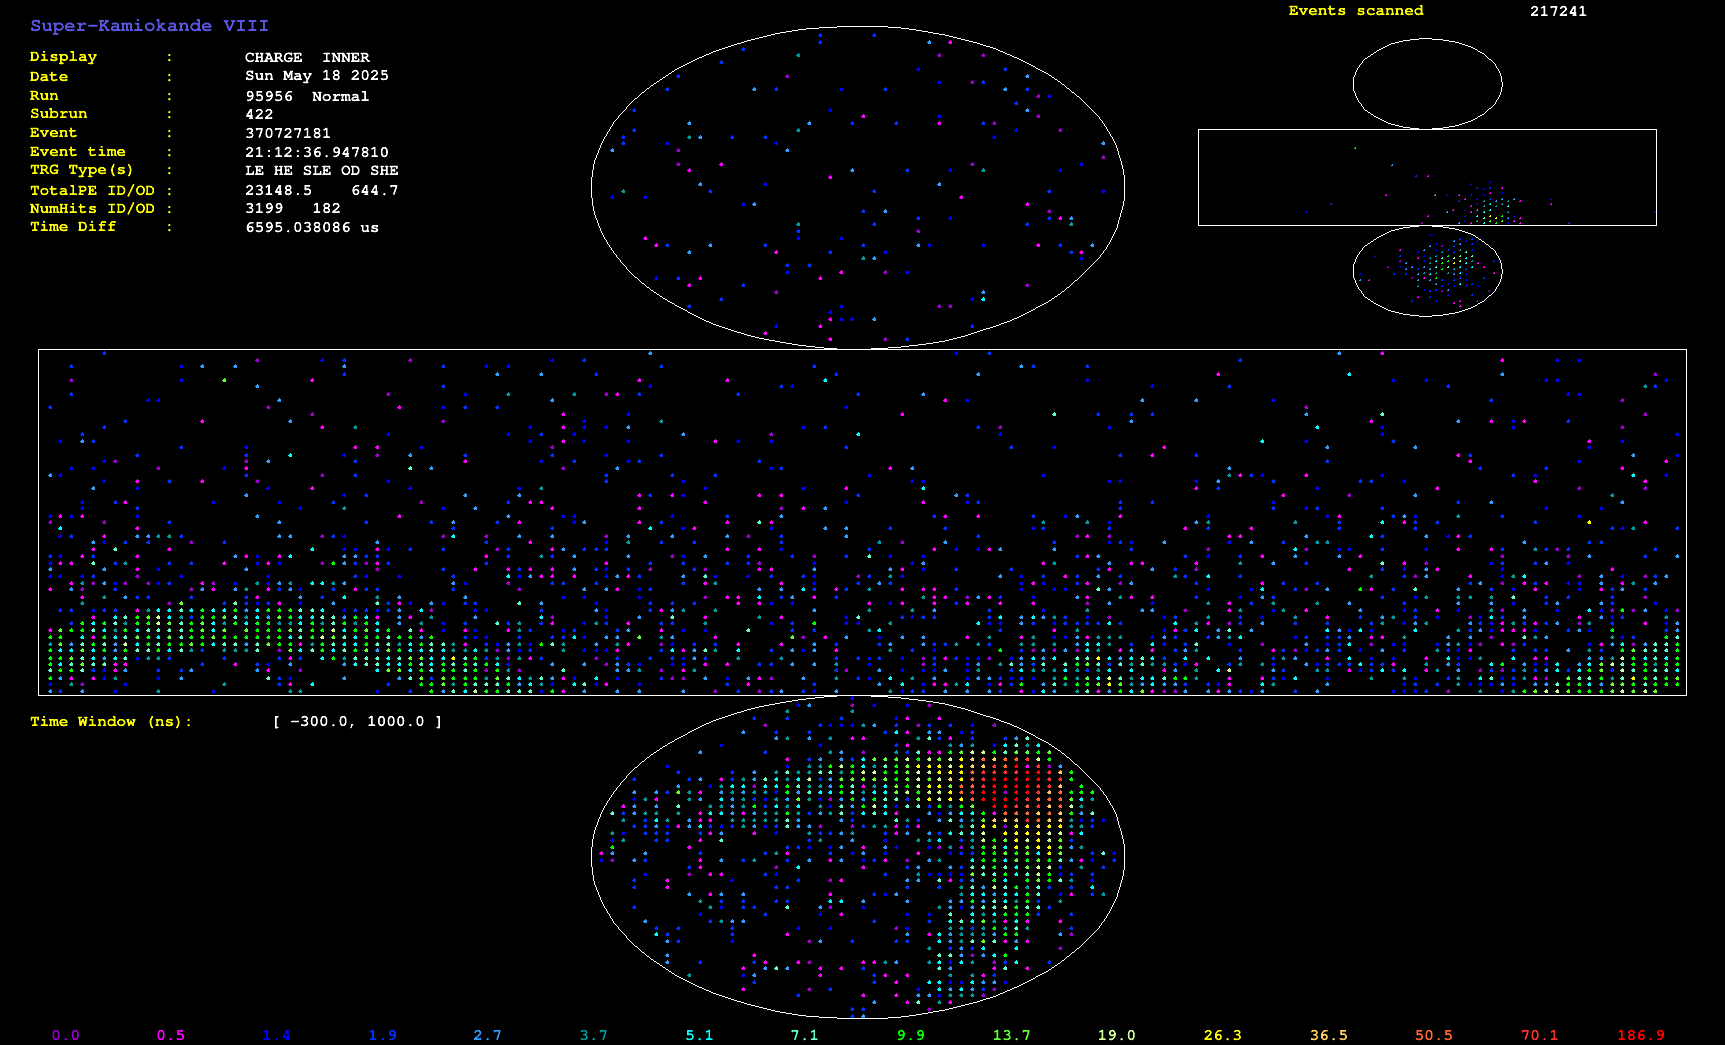 Super-Kamiokande VIII
Events scanned 217241
Display : CHARGE INNER
Date : Sun May 18 2025
Run : 95956 Normal
Subrun : 422
Event : 370727181
Event time : 21:12:36.947810
TRG Type(s) : LE HE SLE OD SHE
TotalPE ID/OD : 23148.5 644.7
NumHits ID/OD : 3199 182
Time Diff : 6595.038086 us
Time Window (ns): [ -300.0, 1000.0 ]
0.0 0.5 1.4 1.9 2.7 3.7 5.1 7.1 9.9 13.7 19.0 26.3 36.5 50.5 70.1 186.9